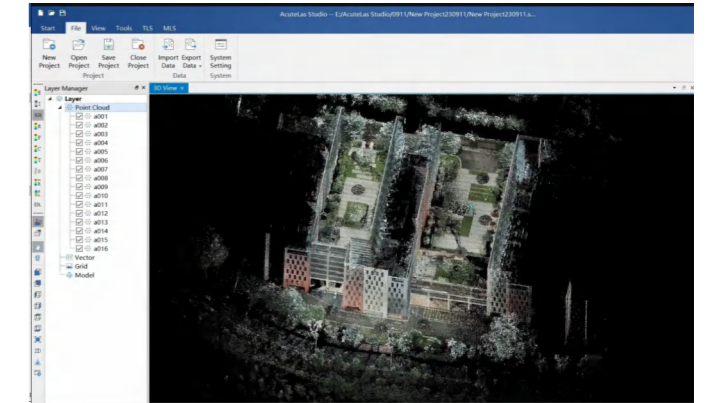 AcuteLas Studio -- E:/AcuteLas Studio/0911/New Project230911/New Project230911.s...
Start File View Tools TLS MLS
New Project
Open Project
Save Project
Close Project
Import Data
Export Data
System Setting
Project Data System
Layer Manager
3D View
Layer
Point Cloud
a001
a002
a003
a004
a005
a006
a007
a008
a009
a010
a011
a012
a013
a014
a015
a016
Vector
Grid
Model